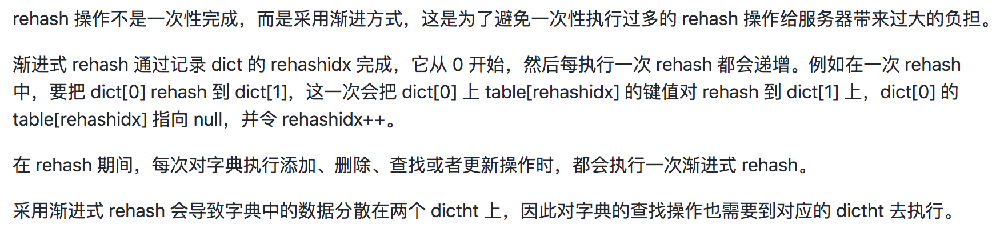 rehash 操作不是一次性完成，而是采用渐进方式，这是为了避免一次性执行过多的 rehash 操作给服务器带来过大的负担。
渐进式 rehash 通过记录 dict 的 rehashidx 完成，它从 0 开始，然后每执行一次 rehash 都会递增。例如在一次 rehash
中，要把 dict[0] rehash 到 dict[1]，这一次会把 dict[0] 上 table[rehashidx] 的键值对 rehash 到 dict[1] 上，dict[0] 的
table[rehashidx] 指向 null，并令 rehashidx++。
在 rehash 期间，每次对字典执行添加、删除、查找或者更新操作时，都会执行一次渐进式 rehash。
采用渐进式 rehash 会导致字典中的数据分散在两个 dictht 上，因此对字典的查找操作也需要到对应的 dictht 去执行。